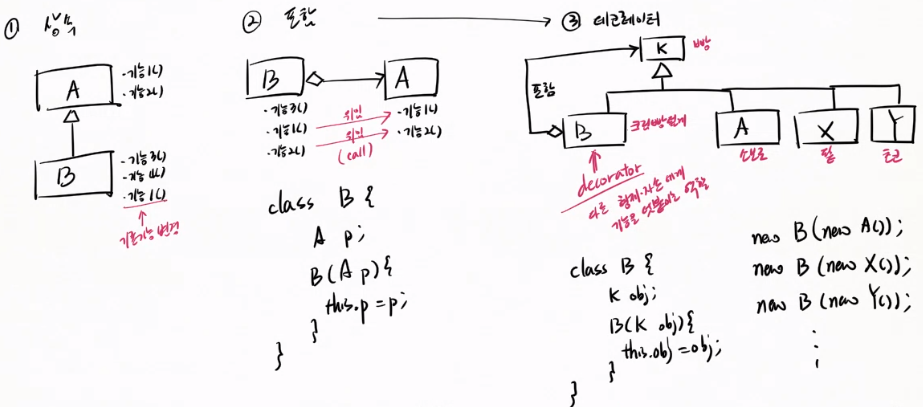 ① 상속
A
·기능1()
·기능2()
B
·기능3()
·기능2()
·기능1()
기존기능 변경
② 포함
B
A
·기능3()
·기능1() 위임 ·기능1()
·기능2() 위임 ·기능2()
(call)
class B {
A p;
B(A p){
this.p = p;
}
}
③ 데코레이터
K 빵
포함
B 크림빵
A 소보로
X 팥
Y 초코
decorator
다른 형제·자손에게
기능을 덧붙이는 역할
class B {
K obj;
B(K obj){
this.obj = obj;
}
}
new B(new A());
new B(new X());
new B(new Y());